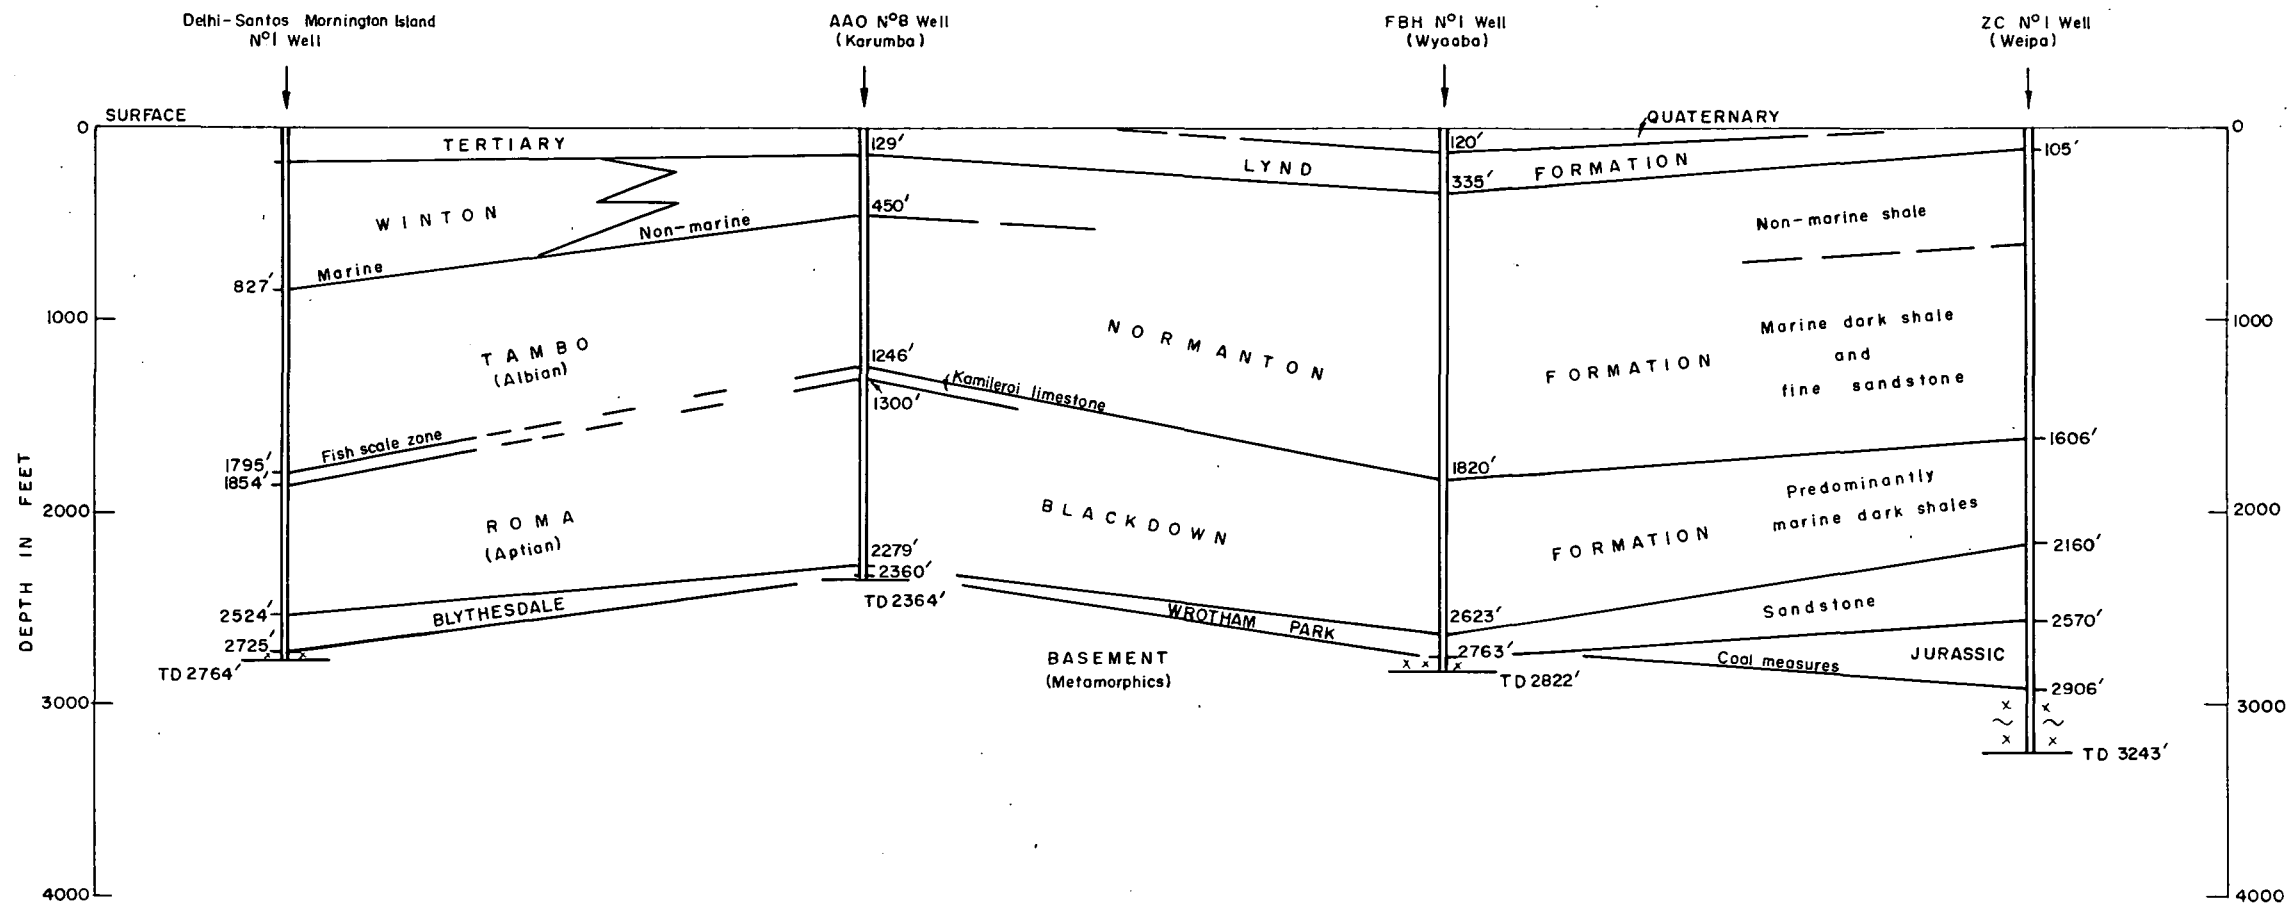 Delhi-Santos Mornington Island
Nº1 Well
AAO Nº8 Well
(Karumba)
FBH Nº1 Well
(Wyaaba)
ZC Nº1 Well
(Weipa)
SURFACE
QUATERNARY
0
0
TERTIARY
129'
120'
105'
LYND
FORMATION
335'
WINTON
450'
Non-marine
Non-marine shale
Marine
827'
1000
1000
Marine dark shale
and
fine sandstone
NORMANTON
FORMATION
TAMBO
(Albian)
1246'
Kamileroi limestone
1300'
Fish scale zone
1795'
1854'
1820'
1606'
Predominantly
marine dark shales
DEPTH IN FEET
2000
2000
ROMA
(Aptian)
BLACKDOWN
FORMATION
2279'
2360'
TD 2364'
2160'
2524'
BLYTHESDALE
WROTHAM PARK
2623'
Sandstone
2570'
2725'
TD 2764'
BASEMENT
(Metamorphics)
2763'
TD 2822'
Coal measures
JURASSIC
2906'
3000
3000
TD 3243'
4000
4000